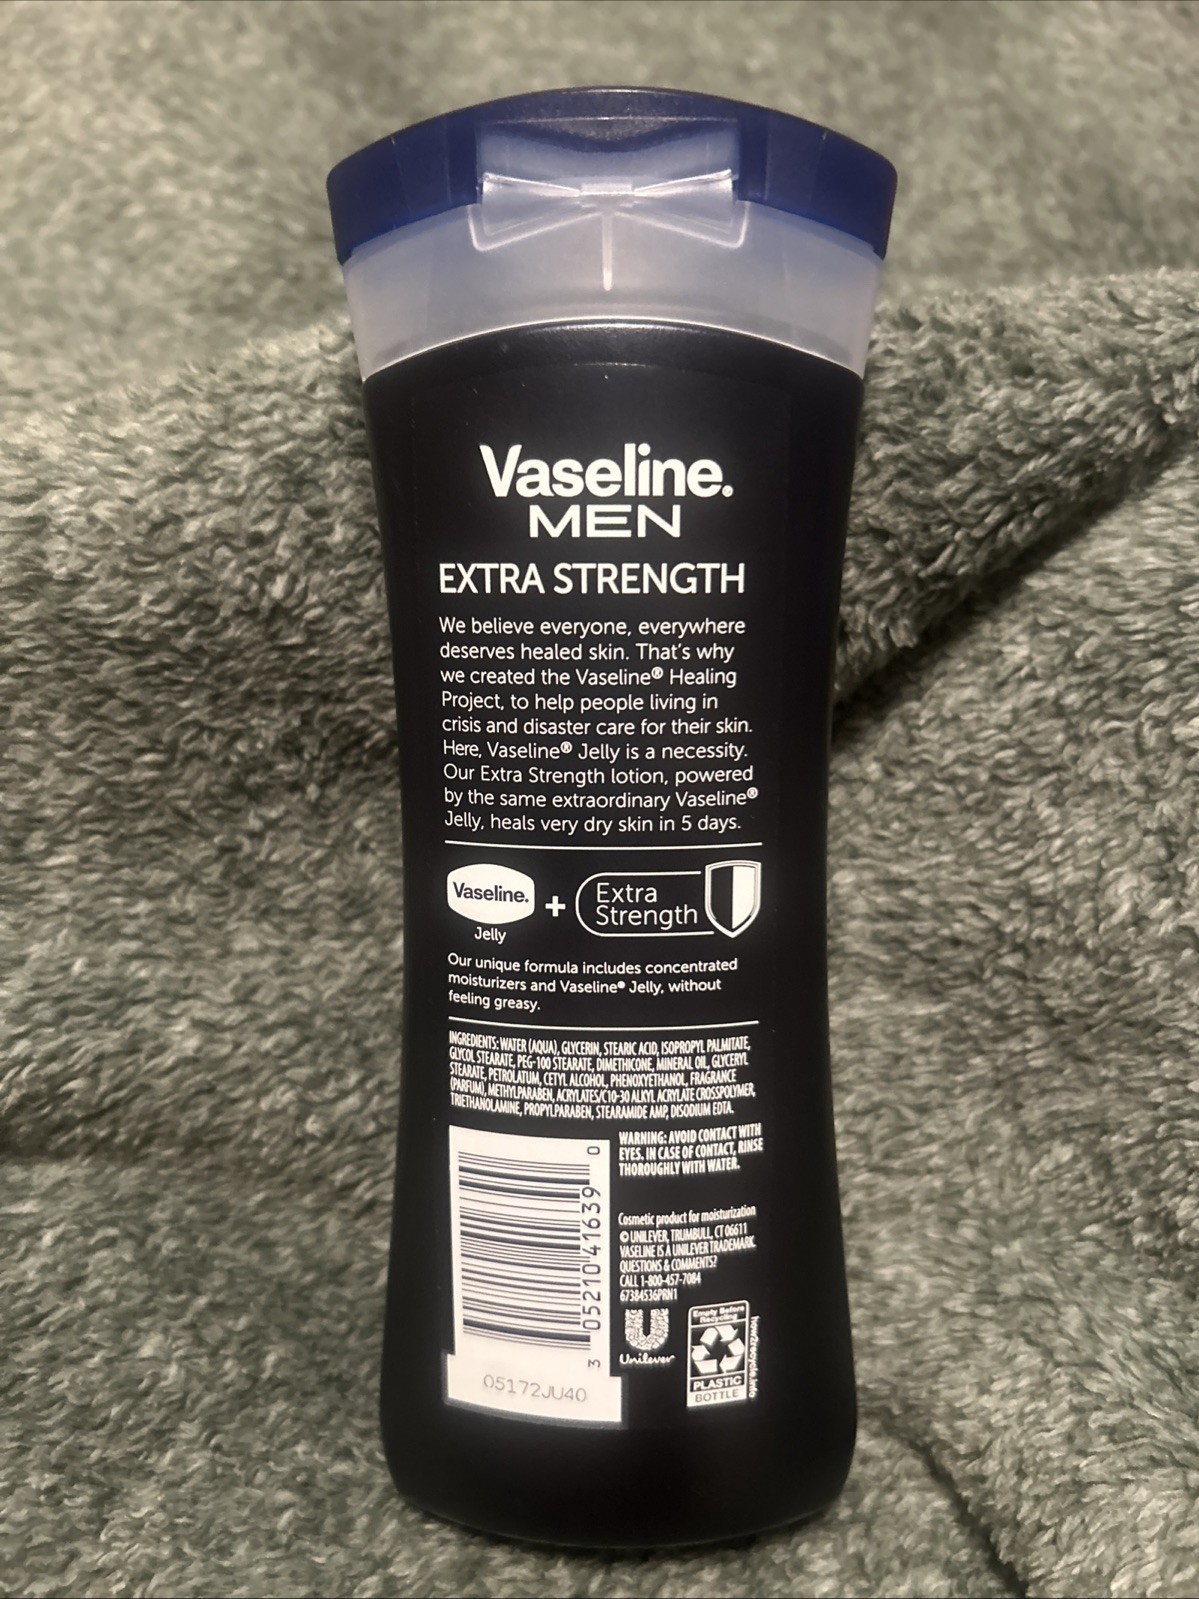 Vaseline.
MEN
EXTRA STRENGTH
We believe everyone, everywhere
deserves healed skin. That's why
we created the Vaseline® Healing
Project, to help people living in
crisis and disaster care for their skin.
Here, Vaseline® Jelly is a necessity.
Our Extra Strength lotion, powered
by the same extraordinary Vaseline®
Jelly, heals very dry skin in 5 days.
Vaseline.
Jelly
+
Extra
Strength
Our unique formula includes concentrated
moisturizers and Vaseline® Jelly, without
feeling greasy.
INGREDIENTS: WATER (AQUA), GLYCERIN, STEARIC ACID, ISOPROPYL PALMITATE,
GLYCOL STEARATE, PEG-100 STEARATE, DIMETHICONE, MINERAL OIL, GLYCERYL
STEARATE, PETROLATUM, CETYL ALCOHOL, PHENOXYETHANOL, FRAGRANCE
(PARFUM), METHYLPARABEN, ACRYLATES/C10-30 ALKYL ACRYLATE CROSSPOLYMER,
TRIETHANOLAMINE, PROPYLPARABEN, STEARAMIDE AMP, DISODIUM EDTA.
WARNING: AVOID CONTACT WITH
EYES. IN CASE OF CONTACT, RINSE
THOROUGHLY WITH WATER.
3 05210 41639 0
05172JU40
Cosmetic product for moisturization
© UNILEVER, TRUMBULL, CT 06611
VASELINE IS A UNILEVER TRADEMARK.
QUESTIONS & COMMENTS?
CALL 1-800-457-7084
67384536PRN1
Unilever
Empty Before
Recycling
PLASTIC
BOTTLE
how2recycle.info